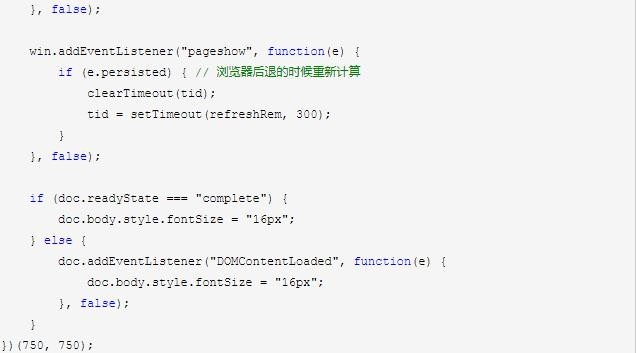 }, false);

    win.addEventListener("pageshow", function(e) {
        if (e.persisted) { // 浏览器后退的时候重新计算
            clearTimeout(tid);
            tid = setTimeout(refreshRem, 300);
        }
    }, false);

    if (doc.readyState === "complete") {
        doc.body.style.fontSize = "16px";
    } else {
        doc.addEventListener("DOMContentLoaded", function(e) {
            doc.body.style.fontSize = "16px";
        }, false);
    }
})(750, 750);